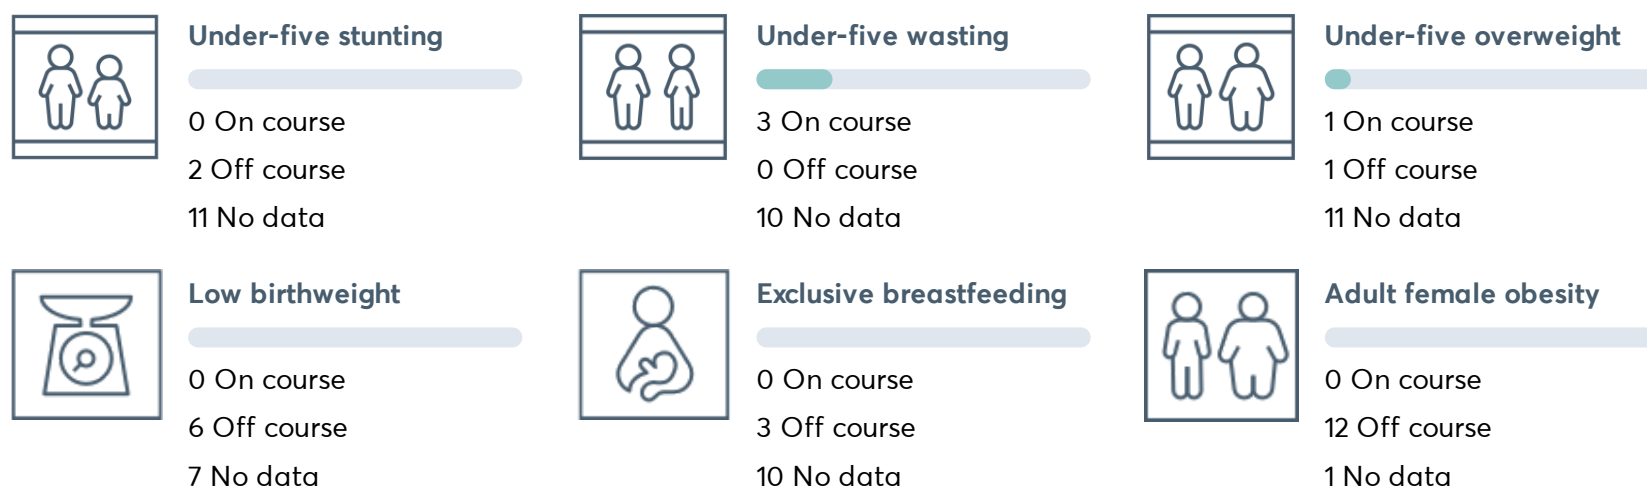 Under-five stunting
0 On course
2 Off course
11 No data
Under-five wasting
3 On course
0 Off course
10 No data
Under-five overweight
1 On course
1 Off course
11 No data
Low birthweight
0 On course
6 Off course
7 No data
Exclusive breastfeeding
0 On course
3 Off course
10 No data
Adult female obesity
0 On course
12 Off course
1 No data